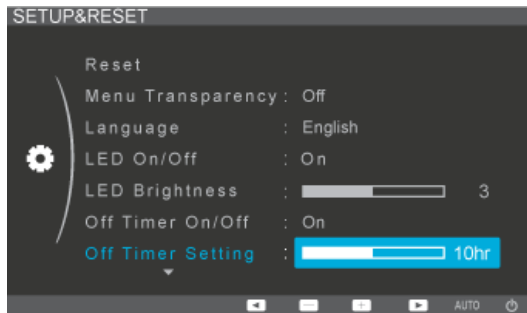 SETUP&RESET
Reset
Menu Transparency : Off
Language : English
LED On/Off : On
LED Brightness : 3
Off Timer On/Off : On
Off Timer Setting : 10hr
AUTO